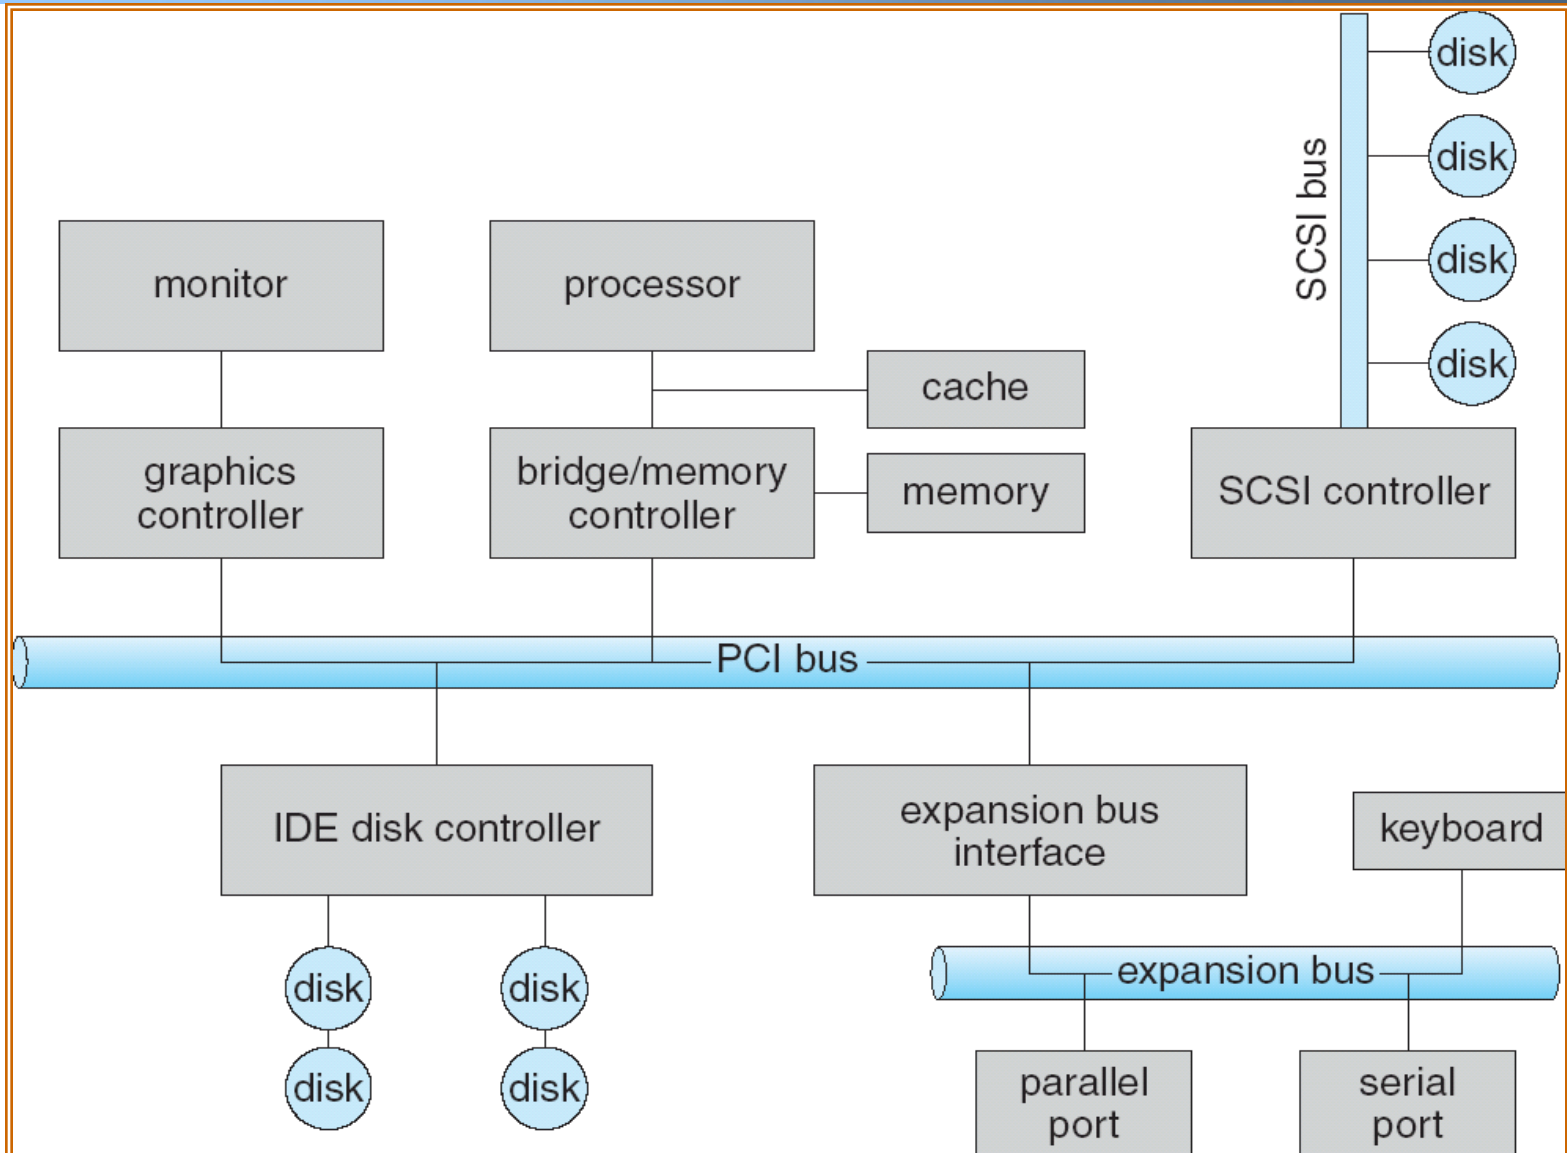 disk
disk
disk
disk
SCSI bus
monitor
processor
cache
graphics
controller
bridge/memory
controller
memory
SCSI controller
PCI bus
IDE disk controller
expansion bus
interface
keyboard
disk
disk
expansion bus
disk
disk
parallel
port
serial
port